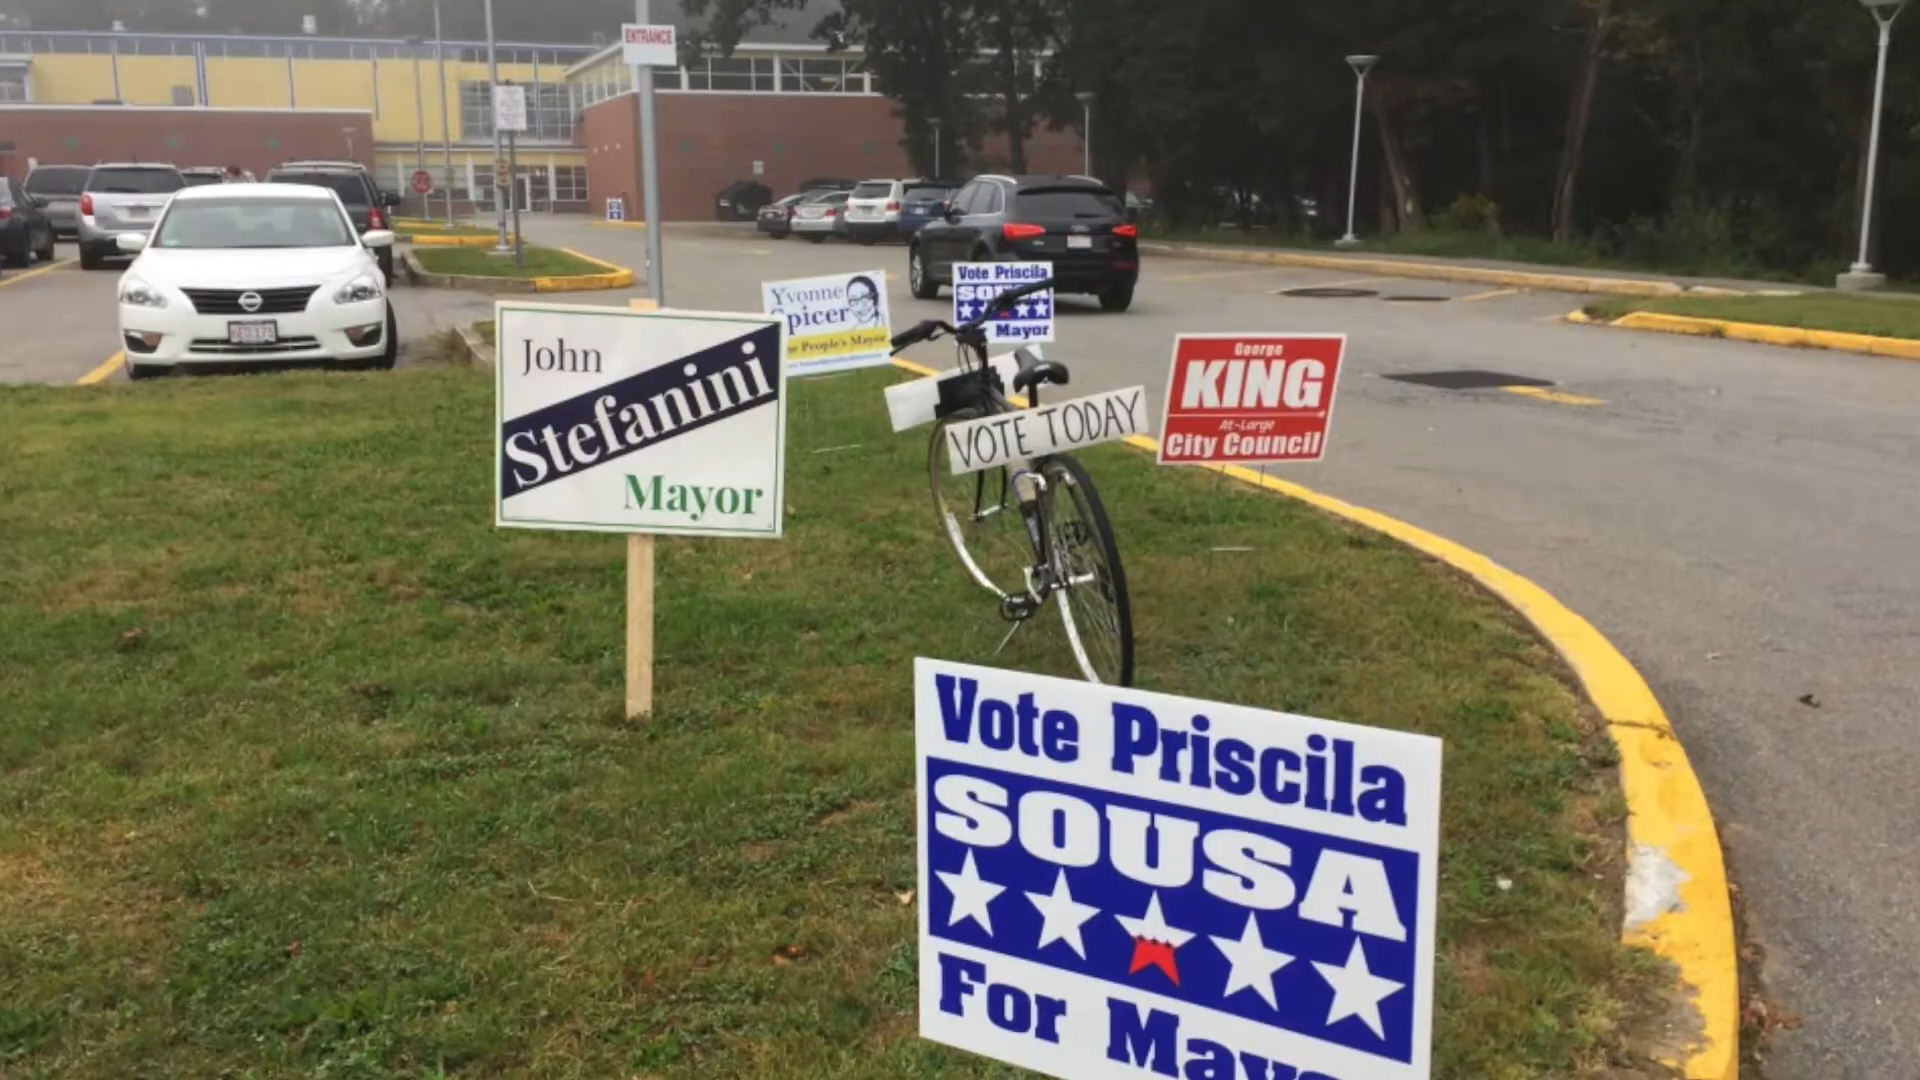 ENTRANCE
John
Stefanini
Mayor
Yvonne
Spicer
The People's Mayor
Vote Priscila
SOUSA
Mayor
VOTE TODAY
George
KING
At-Large
City Council
Vote Priscila
SOUSA
For Mayor